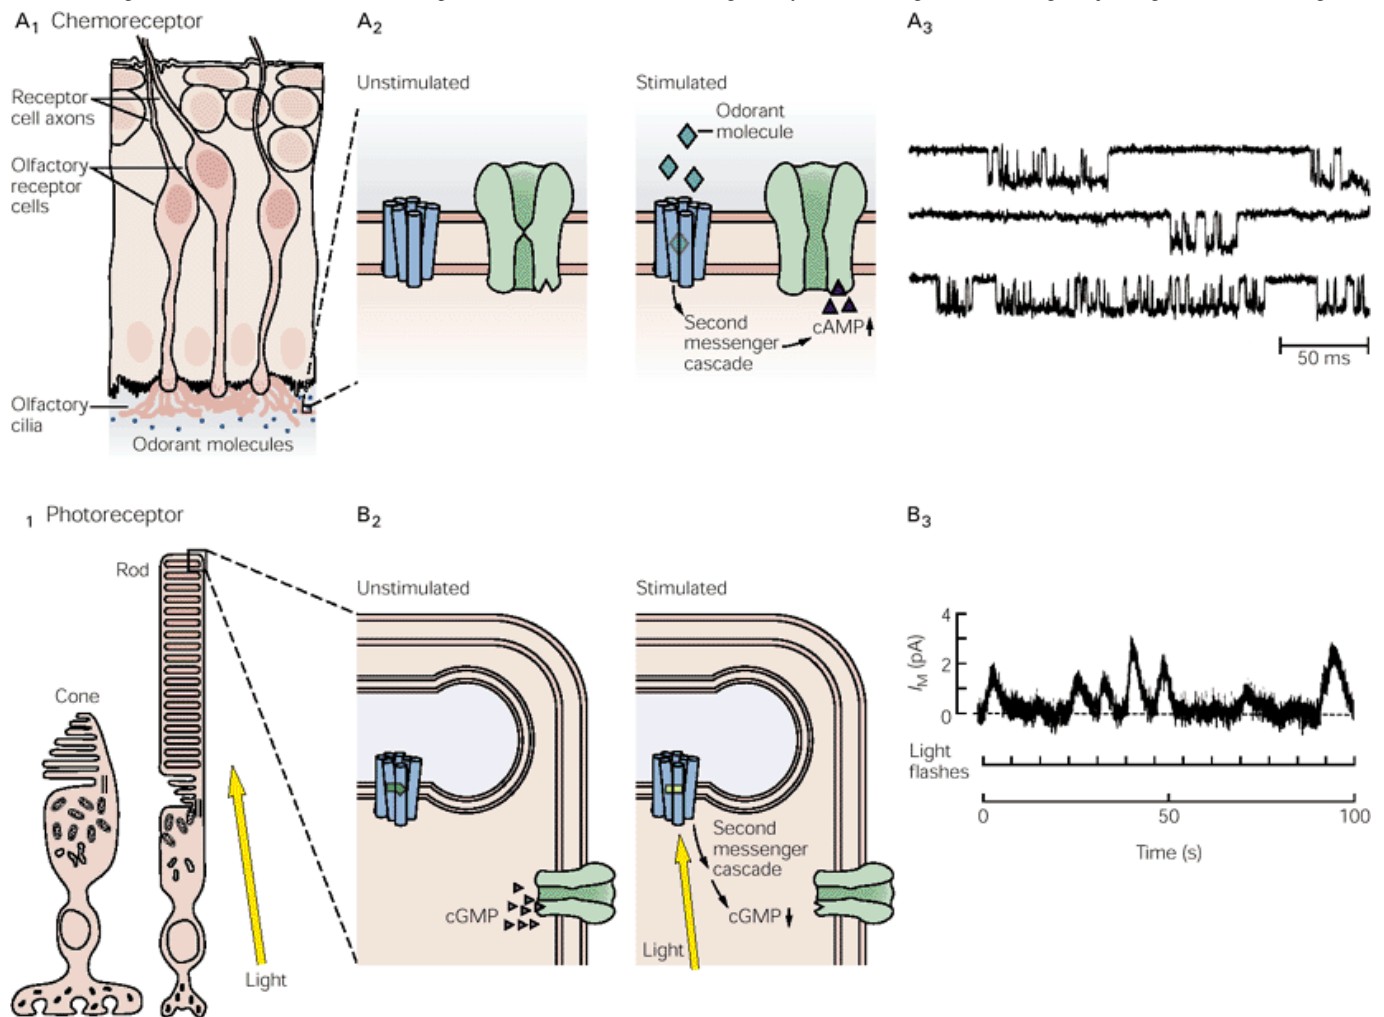 A1 Chemoreceptor
Receptor
cell axons
Olfactory
receptor
cells
Olfactory
cilia
Odorant molecules
A2
Unstimulated
Stimulated
Odorant
molecule
Second
messenger
cascade
cAMP
A3
50 ms
1 Photoreceptor
Rod
Cone
Light
B2
Unstimulated
cGMP
Stimulated
Second
messenger
cascade
cGMP
Light
B3
4
2
0
IM (pA)
Light
flashes
0 50 100
Time (s)